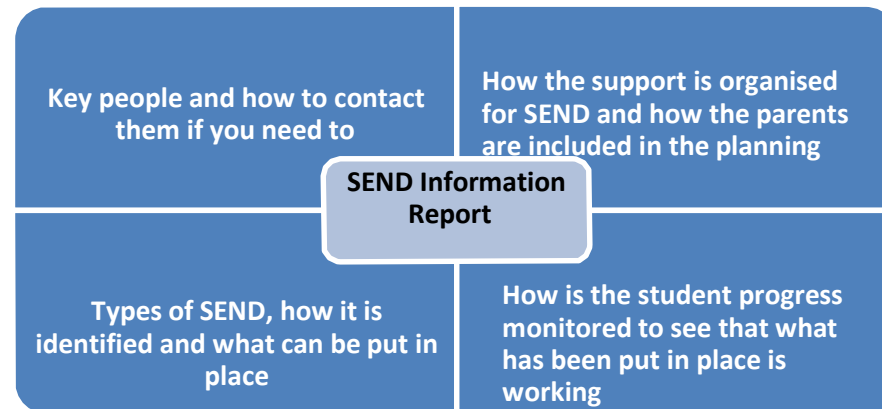 Key people and how to contact
them if you need to
How the support is organised
for SEND and how the parents
are included in the planning
SEND Information
Report
Types of SEND, how it is
identified and what can be put in
place
How is the student progress
monitored to see that what
has been put in place is
working